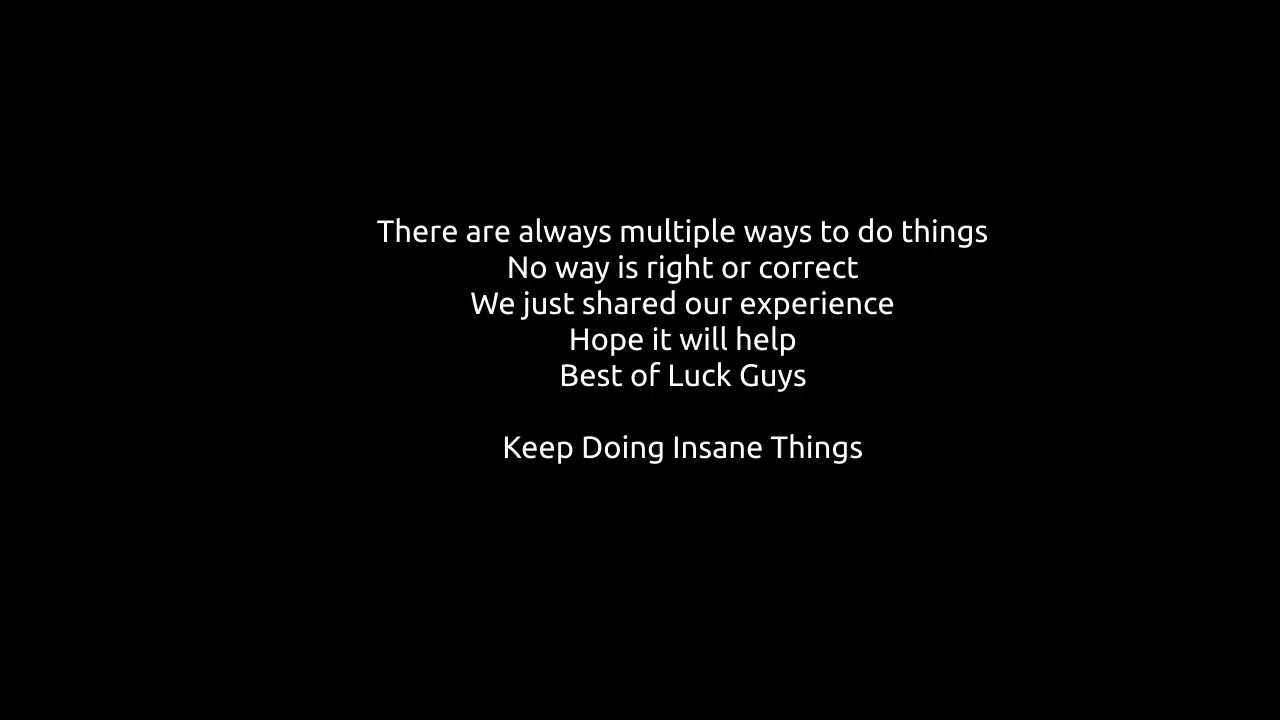 There are always multiple ways to do things
No way is right or correct
We just shared our experience
Hope it will help
Best of Luck Guys
Keep Doing Insane Things